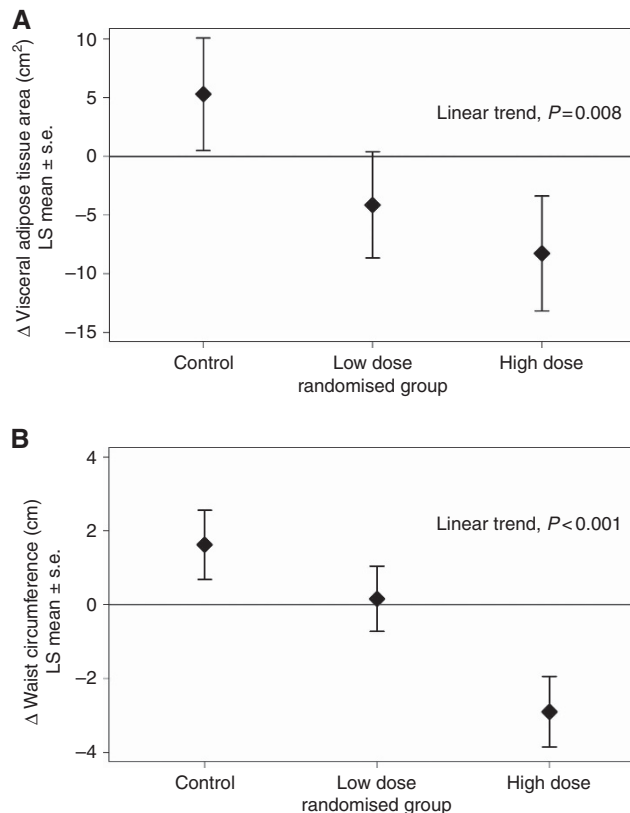 A
Δ Visceral adipose tissue area (cm²)
LS mean ± s.e.
10
5
0
−5
−10
−15
Linear trend, P=0.008
Control
Low dose
High dose
randomised group
B
Δ Waist circumference (cm)
LS mean ± s.e.
4
2
0
−2
−4
Linear trend, P<0.001
Control
Low dose
High dose
randomised group